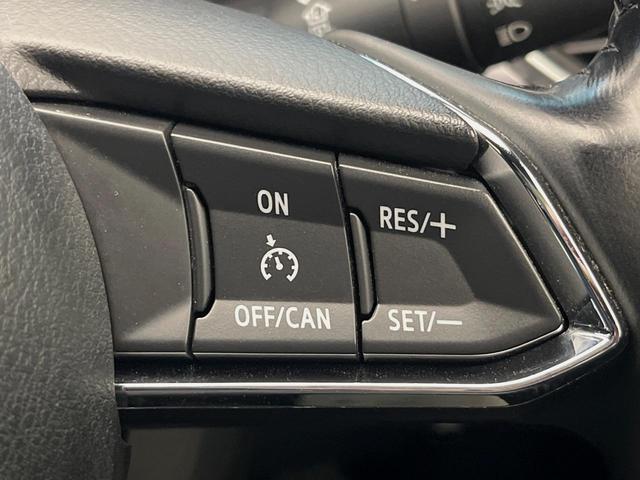 ON
RES/+
OFF/CAN
SET/−